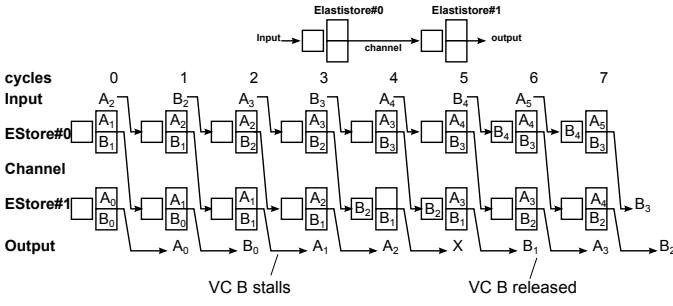 Elastistore#0 Elastistore#1
Input channel output
cycles 0 1 2 3 4 5 6 7
Input A2 B2 A3 B3 A4 B4 A5
EStore#0 A1 A2 A2 A3 A3 A4 B4 A4 B4 A5
B1 B1 B2 B2 B3 B3 B3 B3
Channel
EStore#1 A0 A1 A1 A2 B2 B2 A3 A3 A4 B3
B0 B0 B1 B1 B1 B1 B2 B2
Output A0 B0 A1 A2 X B1 A3 B2
VC B stalls VC B released